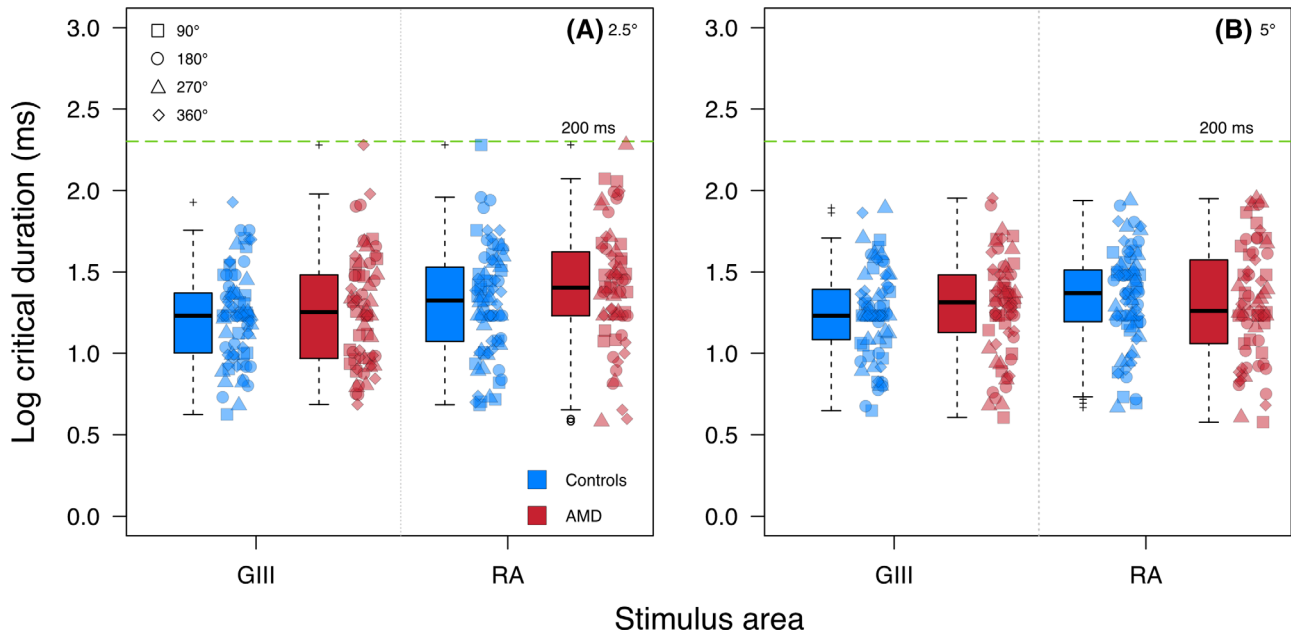 (A) 2.5°
90°
180°
270°
360°
200 ms
3.0
2.5
2.0
1.5
1.0
0.5
0.0
Log critical duration (ms)
Controls
AMD
GIII
RA
(B) 5°
200 ms
3.0
2.5
2.0
1.5
1.0
0.5
0.0
GIII
RA
Stimulus area